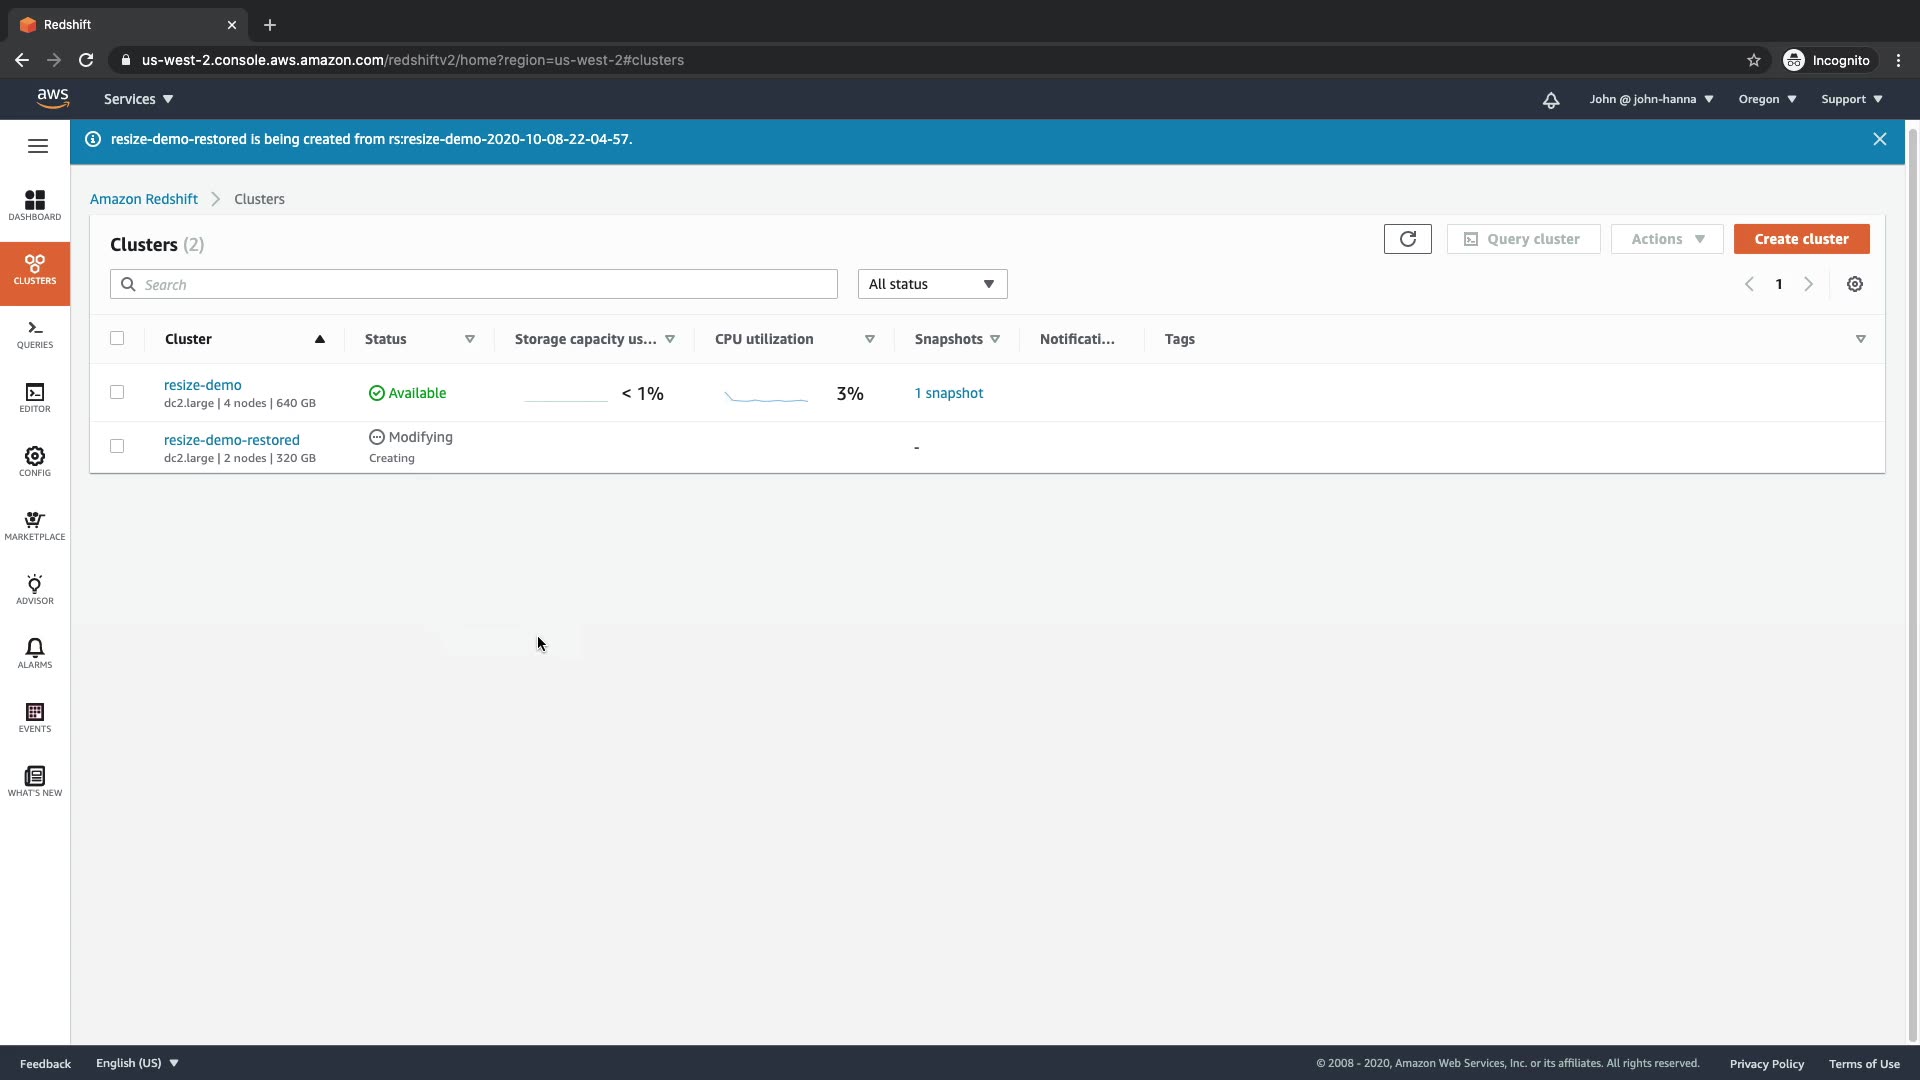 Redshift
us-west-2.console.aws.amazon.com/redshiftv2/home?region=us-west-2#clusters
Incognito
aws
Services
John @ john-hanna
Oregon
Support
resize-demo-restored is being created from rs:resize-demo-2020-10-08-22-04-57.
Amazon Redshift
Clusters
DASHBOARD
CLUSTERS
QUERIES
EDITOR
CONFIG
MARKETPLACE
ADVISOR
ALARMS
EVENTS
WHAT'S NEW
Clusters (2)
Query cluster
Actions
Create cluster
Search
All status
1
Cluster
Status
Storage capacity us...
CPU utilization
Snapshots
Notificati...
Tags
resize-demo
dc2.large | 4 nodes | 640 GB
Available
< 1%
3%
1 snapshot
resize-demo-restored
dc2.large | 2 nodes | 320 GB
Modifying
Creating
-
Feedback
English (US)
© 2008 - 2020, Amazon Web Services, Inc. or its affiliates. All rights reserved.
Privacy Policy
Terms of Use